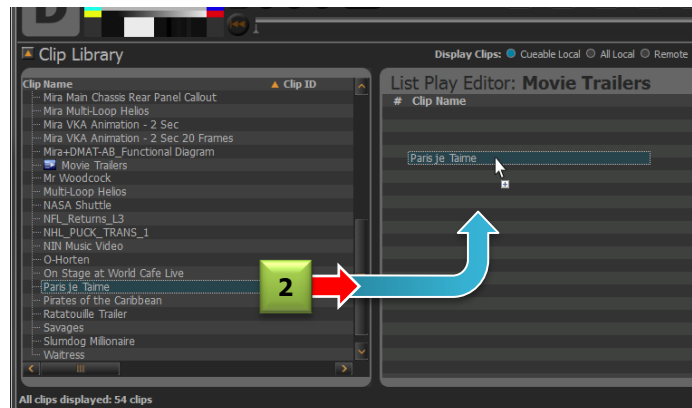 D
Clip Library
Display Clips: Cueable Local All Local Remote
Clip Name Clip ID
Mira Main Chassis Rear Panel Callout
Mira Multi-Loop Helios
Mira VKA Animation - 2 Sec
Mira VKA Animation - 2 Sec 20 Frames
Mira+DMAT-AB_Functional Diagram
Movie Trailers
Mr Woodcock
Multi-Loop Helios
NASA Shuttle
NFL_Returns_L3
NHL_PUCK_TRANS_1
NIN Music Video
O-Horten
On Stage at World Cafe Live
Paris je Taime
Pirates of the Caribbean
Ratatouille Trailer
Savages
Slumdog Millionaire
Waitress
All clips displayed: 54 clips
2
List Play Editor: Movie Trailers
# Clip Name
Paris je Taime